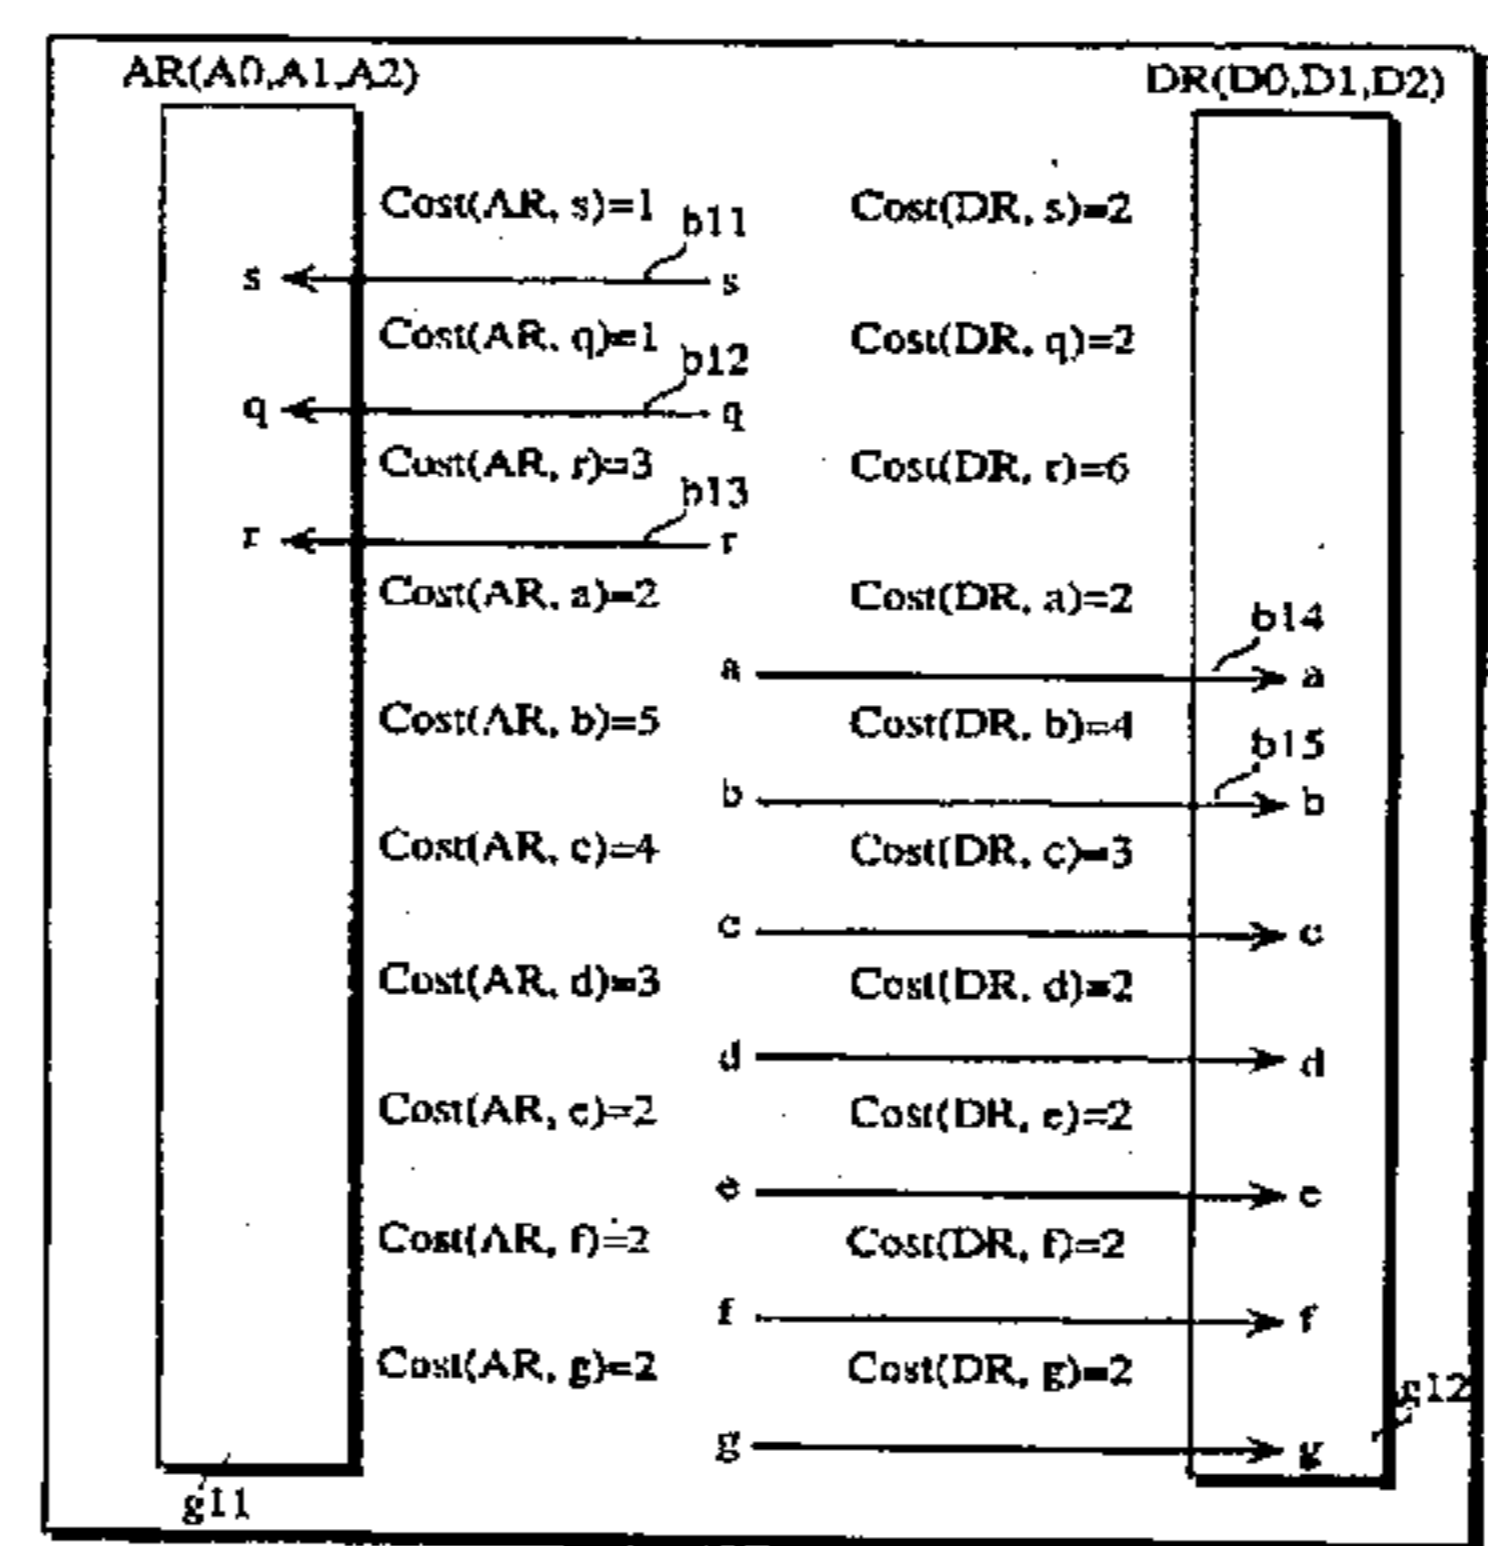 AR(A0,A1,A2) DR(D0,D1,D2)
Cost(AR, s)=1 Cost(DR, s)=2
b11
s s
Cost(AR, q)=1 Cost(DR, q)=2
b12
q q
Cost(AR, r)=3 Cost(DR, r)=6
b13
r r
Cost(AR, a)=2 Cost(DR, a)=2
b14
a a
Cost(AR, b)=5 Cost(DR, b)=4
b15
b b
Cost(AR, c)=4 Cost(DR, c)=3
c c
Cost(AR, d)=3 Cost(DR, d)=2
d d
Cost(AR, e)=2 Cost(DR, e)=2
e e
Cost(AR, f)=2 Cost(DR, f)=2
f f
Cost(AR, g)=2 Cost(DR, g)=2
g12
g g
g11